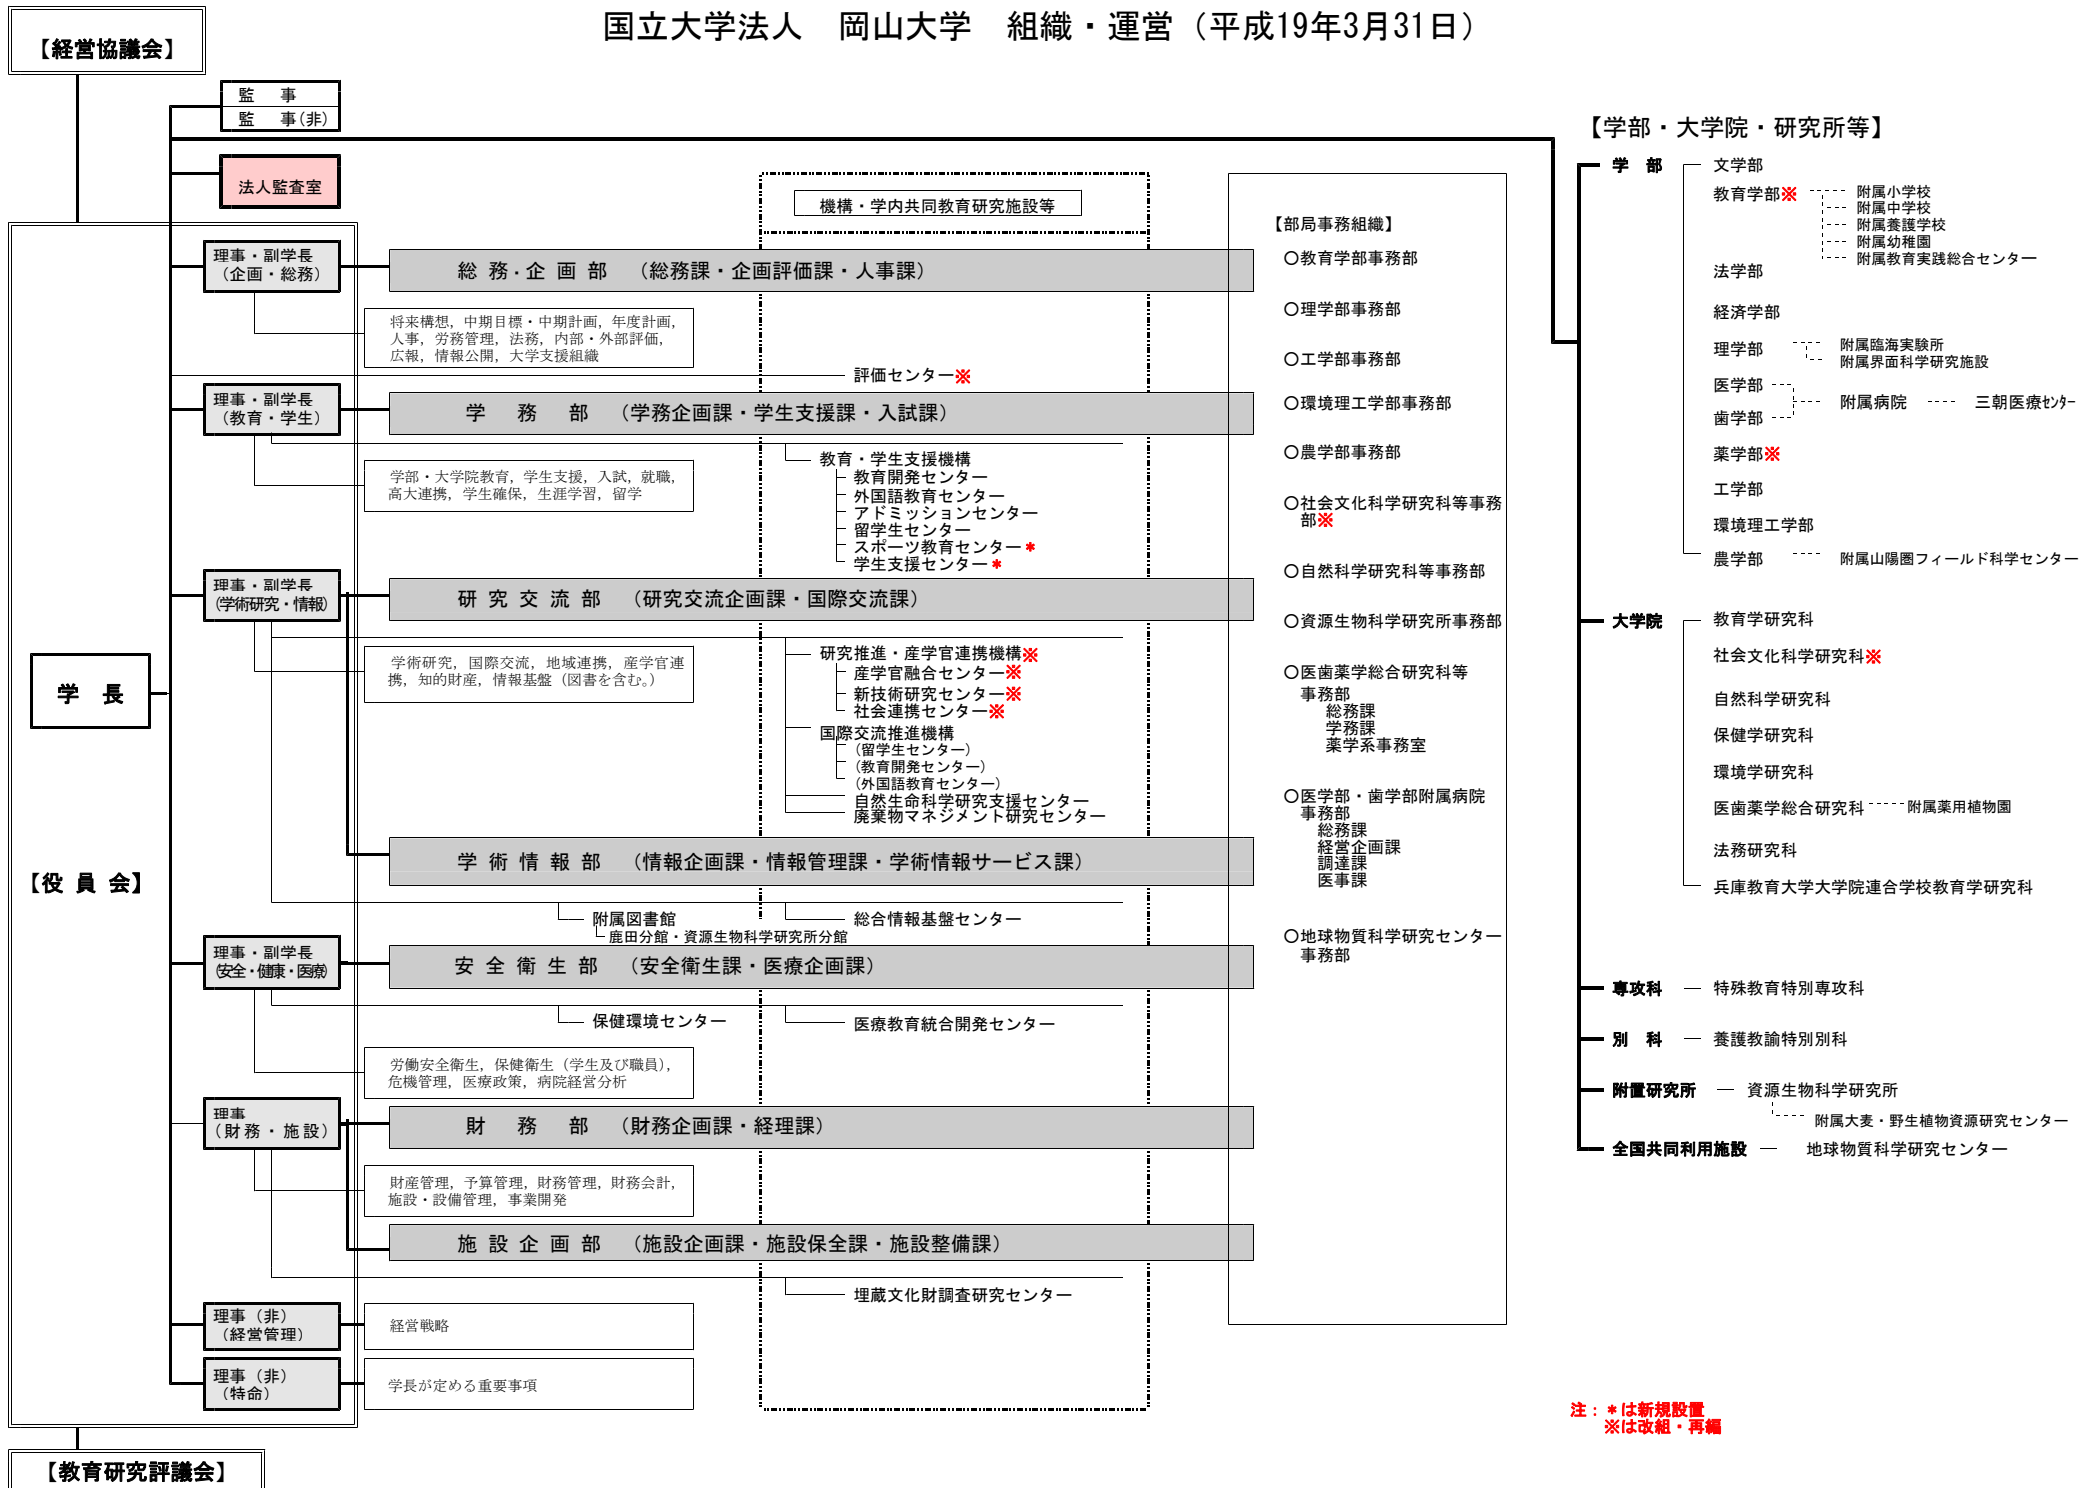 国立大学法人　岡山大学　組織・運営（平成19年3月31日）
【経営協議会】
監　事
監　事(非)
法人監査室
【役 員 会】
学　長
【教育研究評議会】
機構・学内共同教育研究施設等
理事・副学長
（企画・総務）
総 務・企 画 部　（総務課・企画評価課・人事課）
将来構想，中期目標・中期計画，年度計画，
人事，労務管理，法務，内部・外部評価，
広報，情報公開，大学支援組織
評価センター※
理事・副学長
（教育・学生）
学　務　部　（学務企画課・学生支援課・入試課）
学部・大学院教育，学生支援，入試，就職，
高大連携，学生確保，生涯学習，留学
教育・学生支援機構
教育開発センター
外国語教育センター
アドミッションセンター
留学生センター
スポーツ教育センター＊
学生支援センター＊
理事・副学長
（学術研究・情報）
研 究 交 流 部　（研究交流企画課・国際交流課）
学術研究，国際交流，地域連携，産学官連
携，知的財産，情報基盤（図書を含む。）
研究推進・産学官連携機構※
産学官融合センター※
新技術研究センター※
社会連携センター※
国際交流推進機構
（留学生センター）
（教育開発センター）
（外国語教育センター）
自然生命科学研究支援センター
廃棄物マネジメント研究センター
学 術 情 報 部　（情報企画課・情報管理課・学術情報サービス課）
附属図書館
鹿田分館・資源生物科学研究所分館
総合情報基盤センター
理事・副学長
（安全・健康・医療）
安 全 衛 生 部　（安全衛生課・医療企画課）
保健環境センター
医療教育統合開発センター
労働安全衛生，保健衛生（学生及び職員），
危機管理，医療政策，病院経営分析
理事
（財務・施設）
財　務　部　（財務企画課・経理課）
財産管理，予算管理，財務管理，財務会計，
施設・設備管理，事業開発
施 設 企 画 部　（施設企画課・施設保全課・施設整備課）
埋蔵文化財調査研究センター
理事（非）
（経営管理）
経営戦略
理事（非）
（特命）
学長が定める重要事項
【部局事務組織】
○教育学部事務部
○理学部事務部
○工学部事務部
○環境理工学部事務部
○農学部事務部
○社会文化科学研究科等事務
部※
○自然科学研究科等事務部
○資源生物科学研究所事務部
○医歯薬学総合研究科等
事務部
総務課
学務課
薬学系事務室
○医学部・歯学部附属病院
事務部
総務課
経営企画課
調達課
医事課
○地球物質科学研究センター
事務部
【学部・大学院・研究所等】
学　部
文学部
教育学部※
附属小学校
附属中学校
附属養護学校
附属幼稚園
附属教育実践総合センター
法学部
経済学部
理学部
附属臨海実験所
附属界面科学研究施設
医学部
歯学部
附属病院
三朝医療センター
薬学部※
工学部
環境理工学部
農学部
附属山陽圏フィールド科学センター
大学院
教育学研究科
社会文化科学研究科※
自然科学研究科
保健学研究科
環境学研究科
医歯薬学総合研究科
附属薬用植物園
法務研究科
兵庫教育大学大学院連合学校教育学研究科
専攻科
特殊教育特別専攻科
別　科
養護教諭特別別科
附置研究所
資源生物科学研究所
附属大麦・野生植物資源研究センター
全国共同利用施設
地球物質科学研究センター
注：＊は新規設置
※は改組・再編